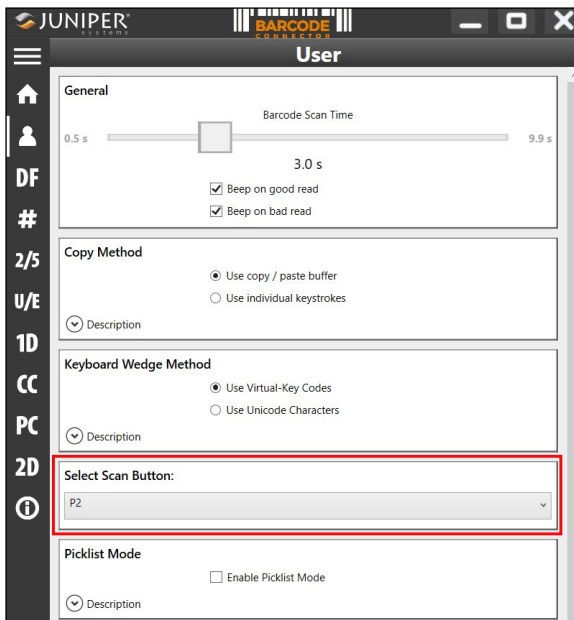 JUNIPER
systems
BARCODE
CONNECTOR
User
General
Barcode Scan Time
0.5 s
9.9 s
3.0 s
Beep on good read
Beep on bad read
Copy Method
Use copy / paste buffer
Use individual keystrokes
Description
Keyboard Wedge Method
Use Virtual-Key Codes
Use Unicode Characters
Description
Select Scan Button:
P2
Picklist Mode
Enable Picklist Mode
Description
DF
#
2/5
U/E
1D
CC
PC
2D